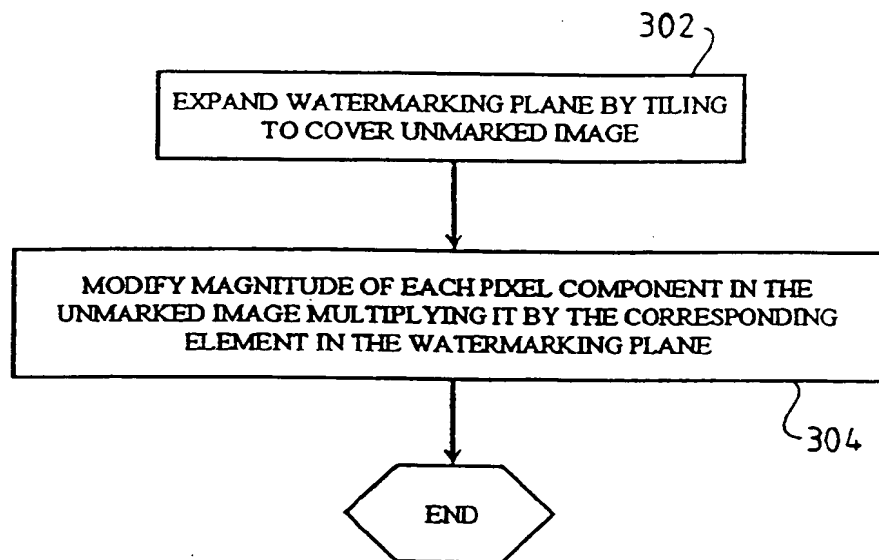 302
EXPAND WATERMARKING PLANE BY TILING
TO COVER UNMARKED IMAGE
MODIFY MAGNITUDE OF EACH PIXEL COMPONENT IN THE
UNMARKED IMAGE MULTIPLYING IT BY THE CORRESPONDING
ELEMENT IN THE WATERMARKING PLANE
304
END